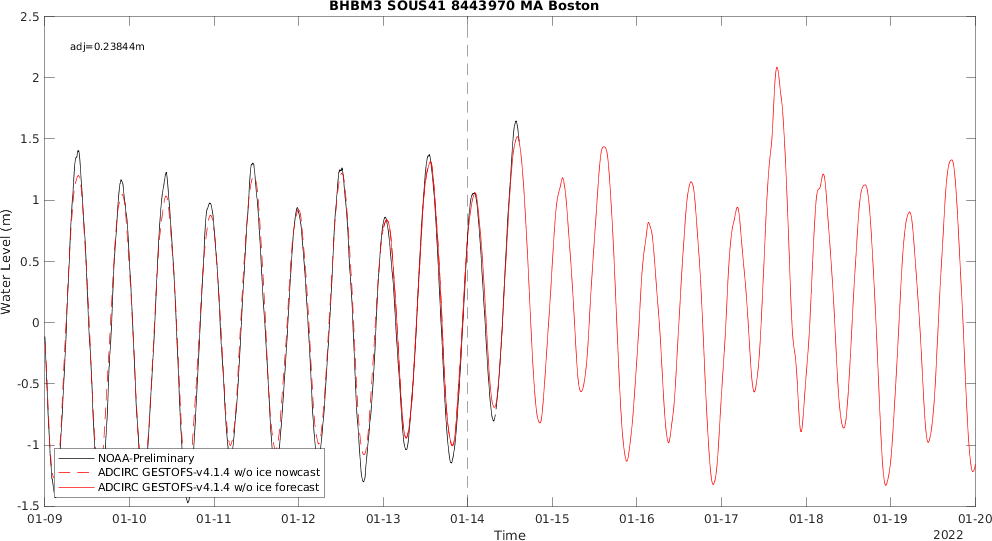 BHBM3 SOUS41 8443970 MA Boston
adj=0.23844m
Water Level (m)
2.5
2
1.5
1
0.5
0
-0.5
-1
-1.5
NOAA-Preliminary
ADCIRC GESTOFS-v4.1.4 w/o ice nowcast
ADCIRC GESTOFS-v4.1.4 w/o ice forecast
01-09 01-10 01-11 01-12 01-13 01-14 01-15 01-16 01-17 01-18 01-19 01-20
Time
2022